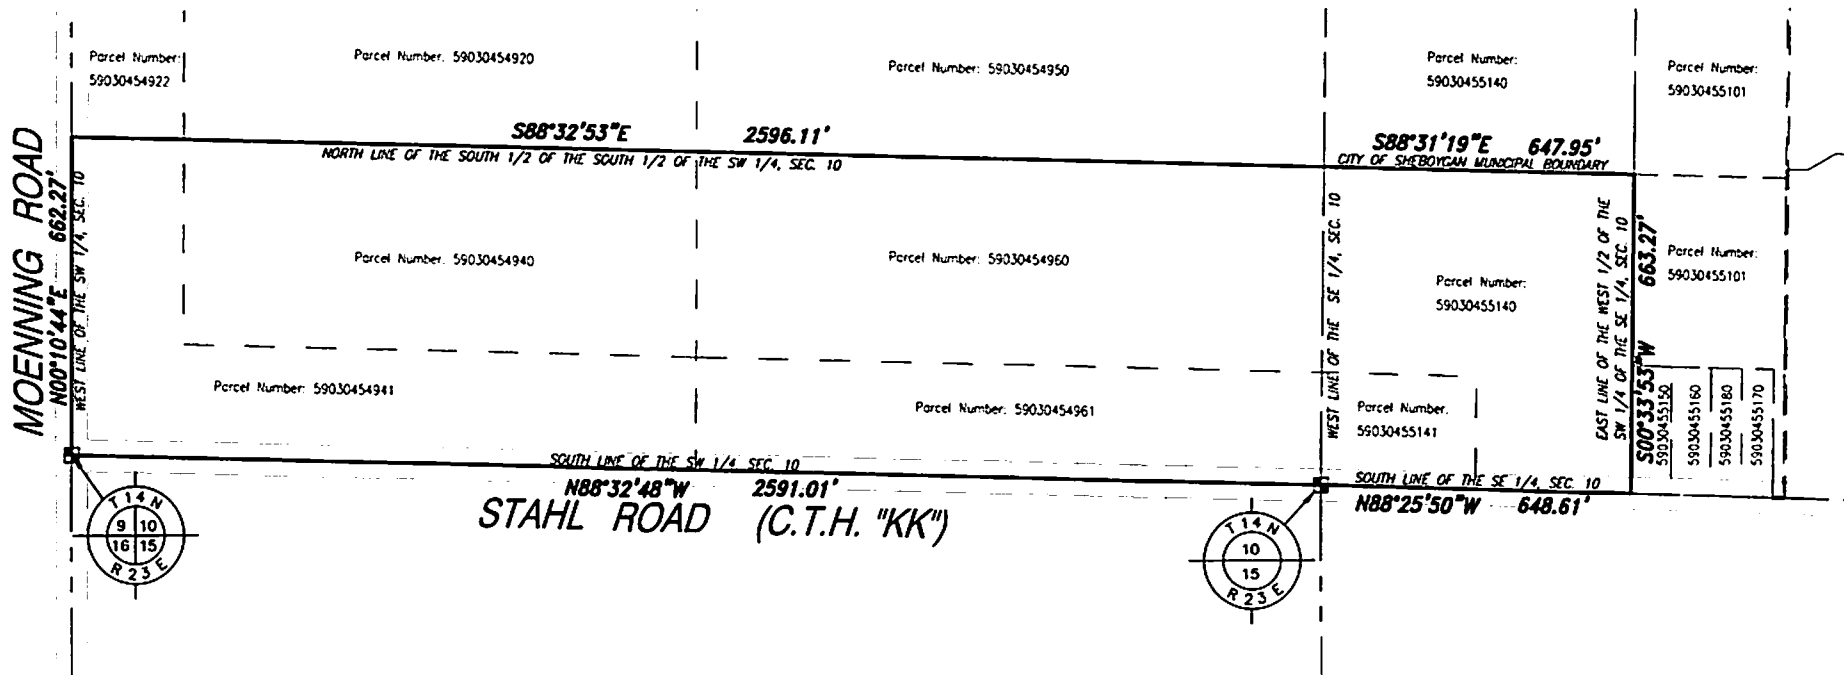 Parcel Number:
59030454922
Parcel Number. 59030454920
Parcel Number: 59030454950
Parcel Number:
59030455140
Parcel Number:
59030455101
S88°32'53"E 2596.11'
NORTH LINE OF THE SOUTH 1/2 OF THE SOUTH 1/2 OF THE SW 1/4, SEC. 10
S88°31'19"E 647.95'
CITY OF SHEBOYGAN MUNICIPAL BOUNDARY
MOENNING ROAD
N00°10'44"E 662.27'
WEST LINE OF THE SW 1/4, SEC. 10
Parcel Number. 59030454940
Parcel Number: 59030454960
WEST LINE OF THE SE 1/4, SEC. 10
Parcel Number:
59030455140
EAST LINE OF THE WEST 1/2 OF THE
SW 1/4 OF THE SE 1/4, SEC. 10
S00°33'53"W 663.27'
Parcel Number:
59030455101
Parcel Number: 59030454941
Parcel Number: 59030454961
Parcel Number.
59030455141
59030455150
59030455160
59030455180
59030455170
SOUTH LINE OF THE SW 1/4 SEC. 10
N88°32'48"W 2591.01'
SOUTH LINE OF THE SE 1/4, SEC. 10
N88°25'50"W 648.61'
STAHL ROAD (C.T.H. "KK")
T 14 N
9 10
16 15
R 23 E
T 14 N
10
15
R 23 E